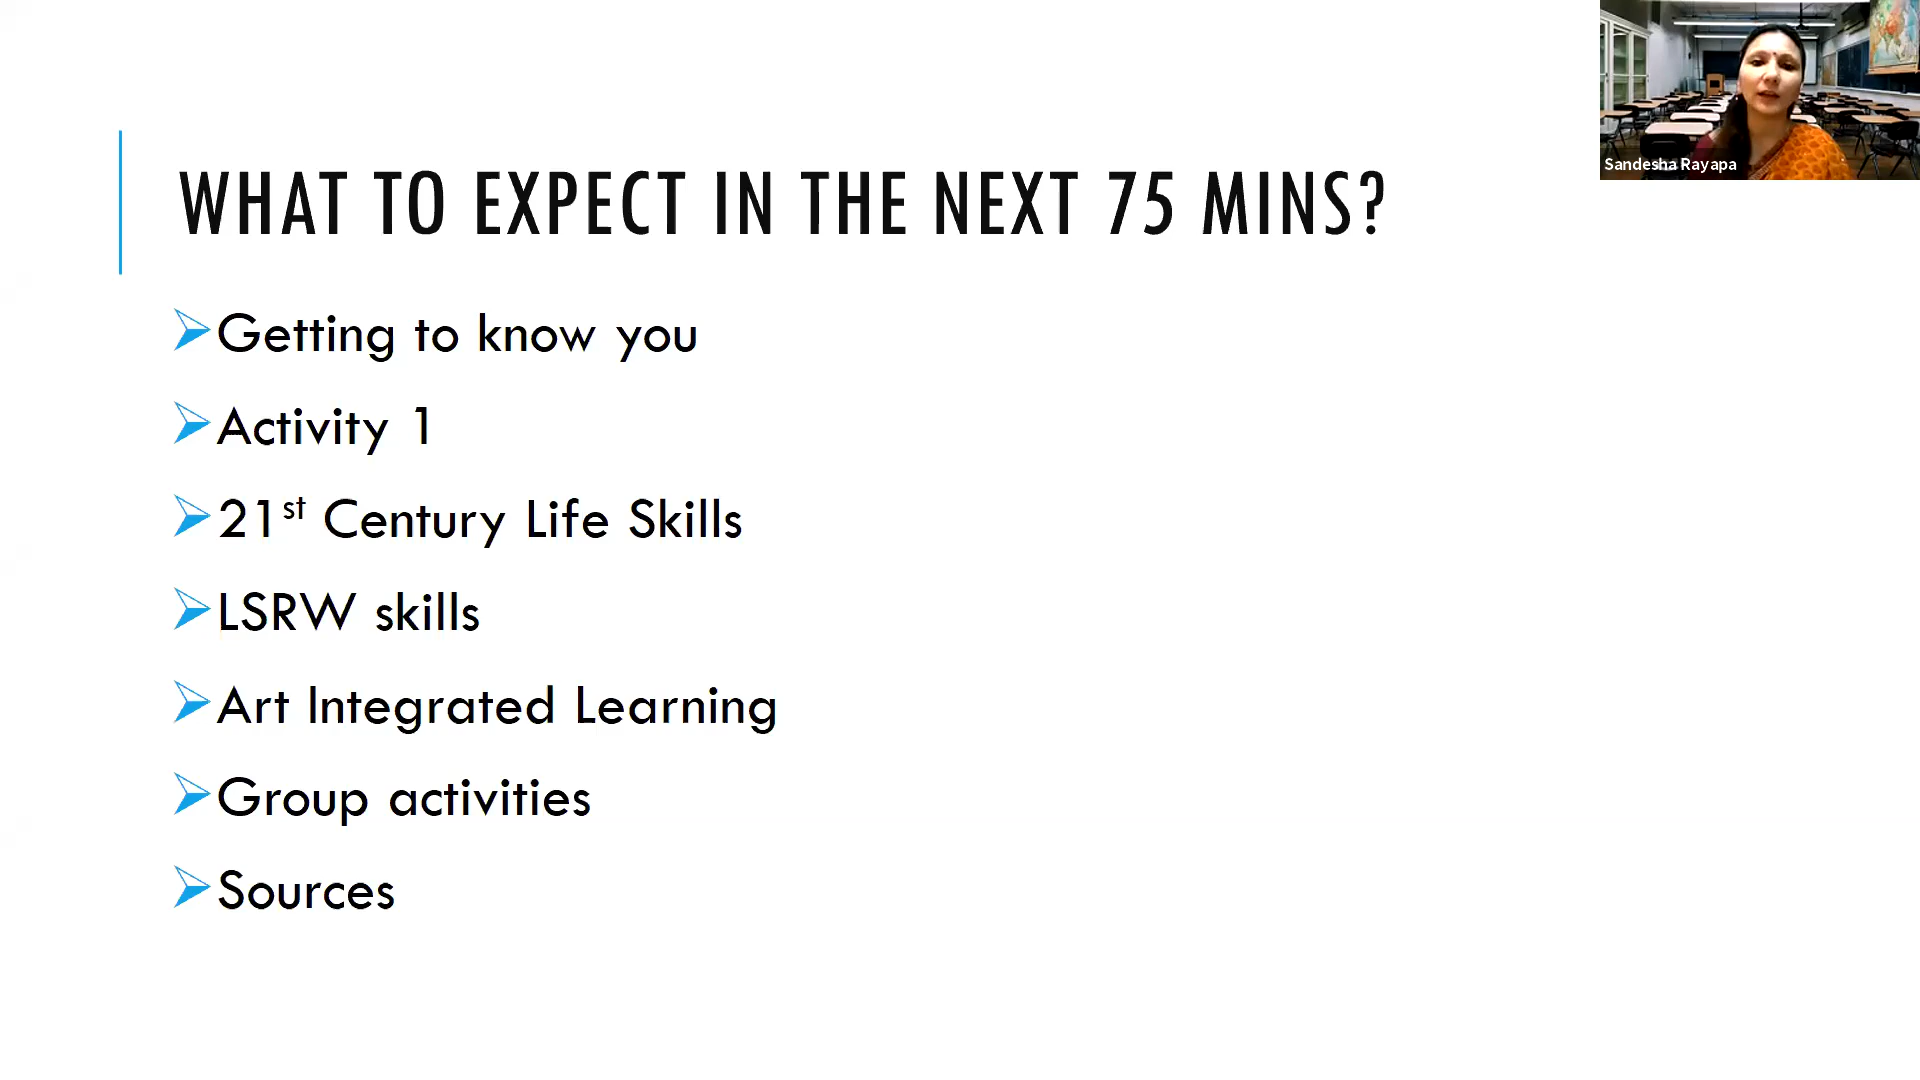 WHAT TO EXPECT IN THE NEXT 75 MINS?
Getting to know you
Activity 1
21st Century Life Skills
LSRW skills
Art Integrated Learning
Group activities
Sources
Sandesha Rayapa